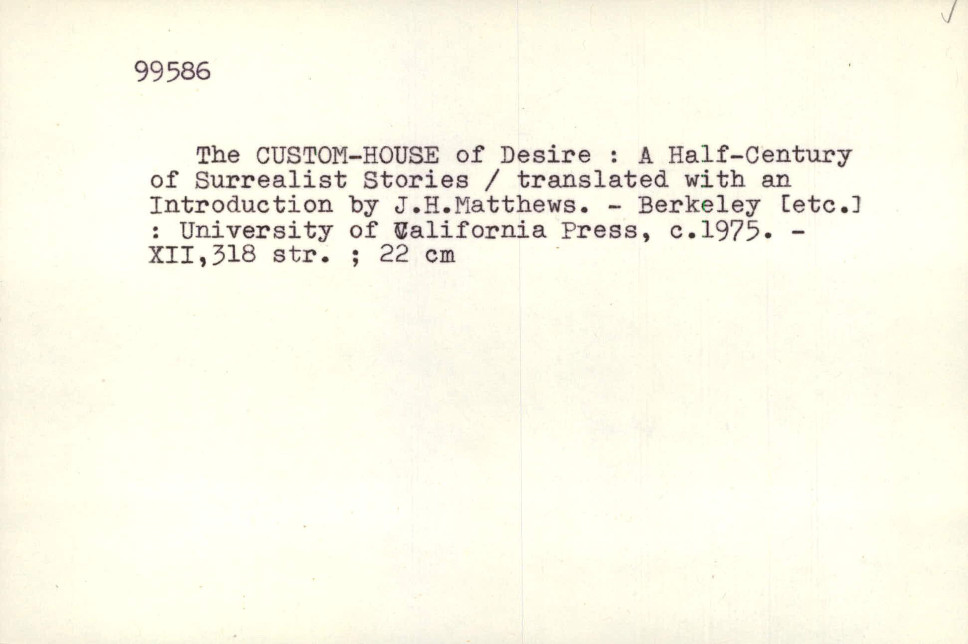 99586
The CUSTOM-HOUSE of Desire : A Half-Century
of Surrealist Stories / translated with an
Introduction by J.H.Matthews. - Berkeley [etc.]
: University of California Press, c.1975. -
XII,318 str. ; 22 cm